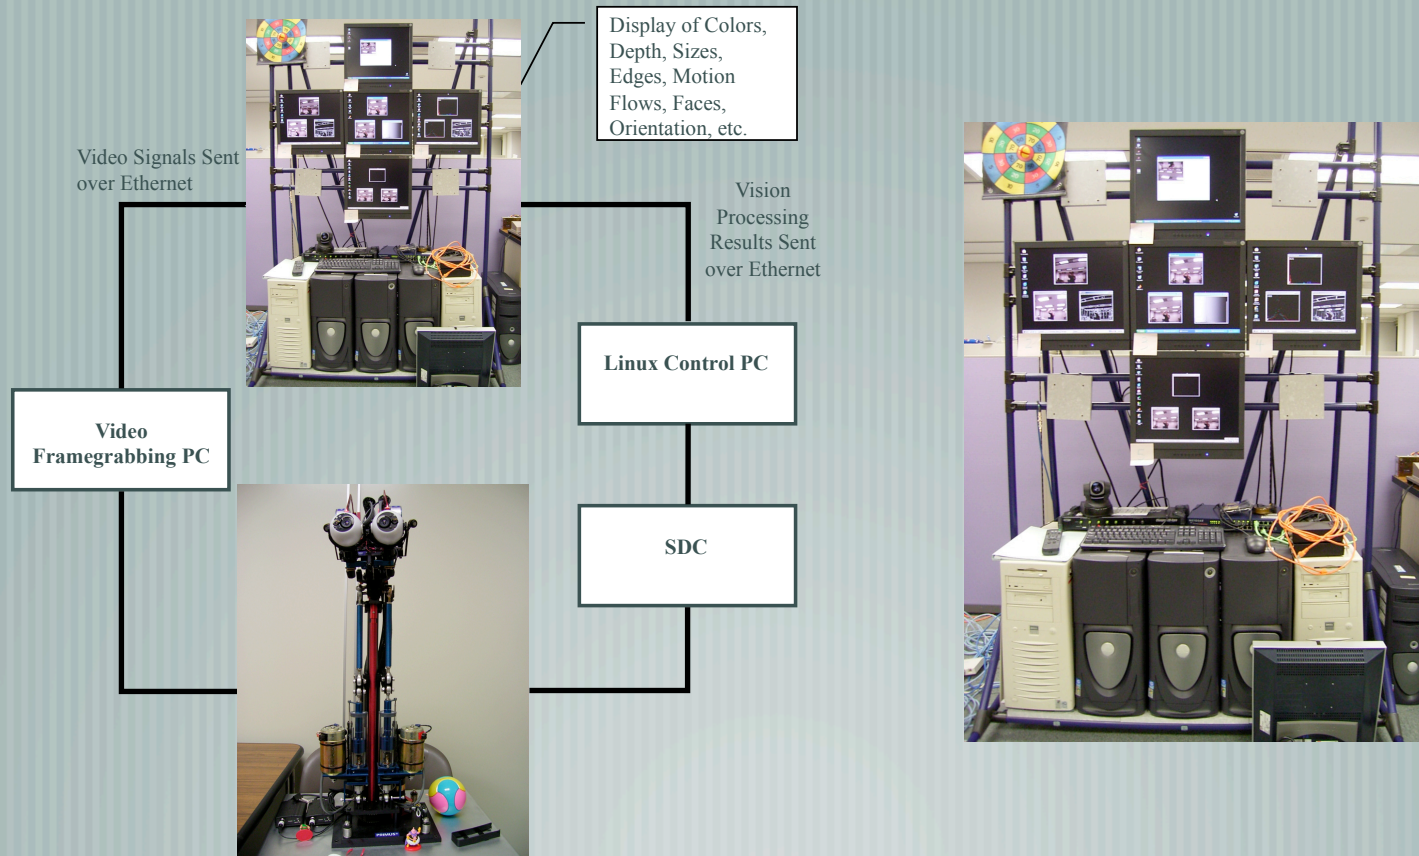 Display of Colors,
Depth, Sizes,
Edges, Motion
Flows, Faces,
Orientation, etc.
Video Signals Sent
over Ethernet
Vision
Processing
Results Sent
over Ethernet
Linux Control PC
Video
Framegrabbing PC
SDC
PRIMUS